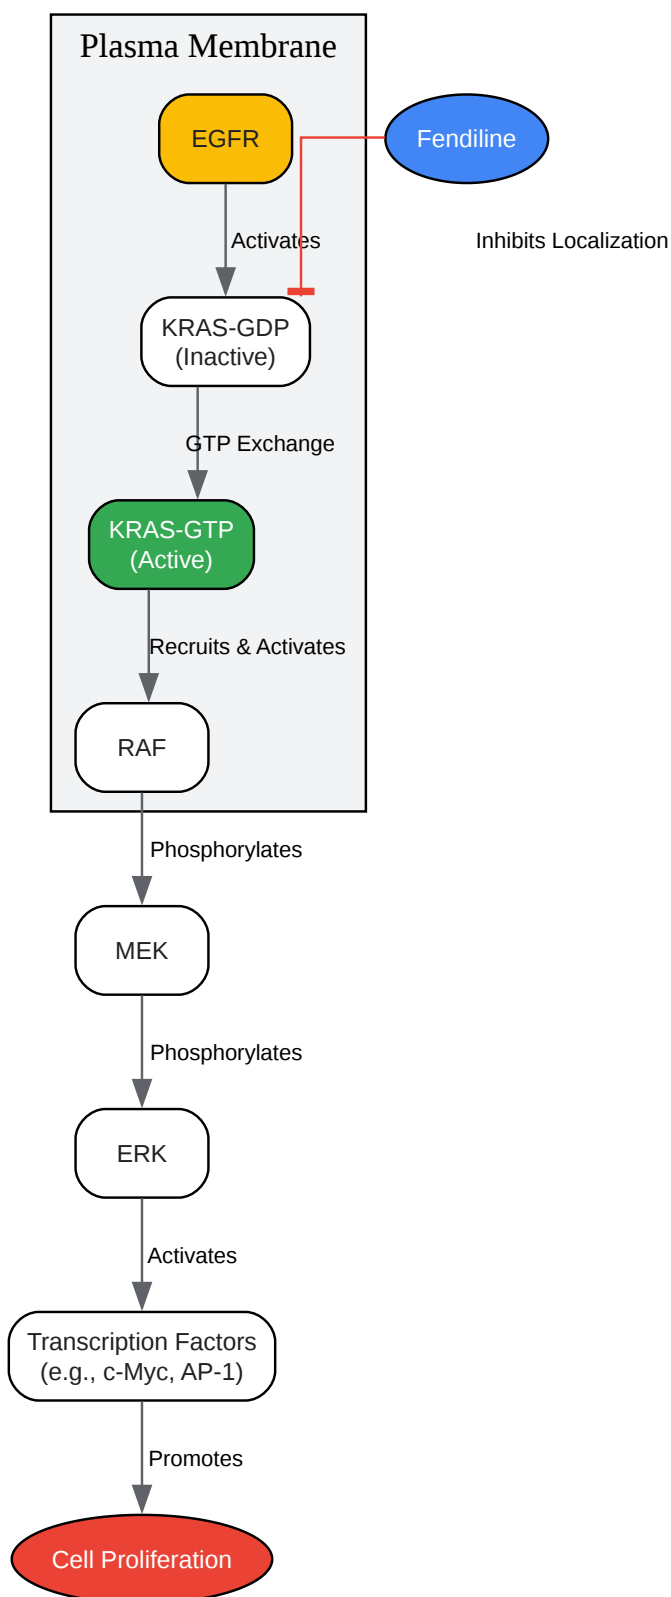 Plasma Membrane
EGFR
Fendiline
Activates
Inhibits Localization
KRAS-GDP
(Inactive)
GTP Exchange
KRAS-GTP
(Active)
Recruits & Activates
RAF
Phosphorylates
MEK
Phosphorylates
ERK
Activates
Transcription Factors
(e.g., c-Myc, AP-1)
Promotes
Cell Proliferation